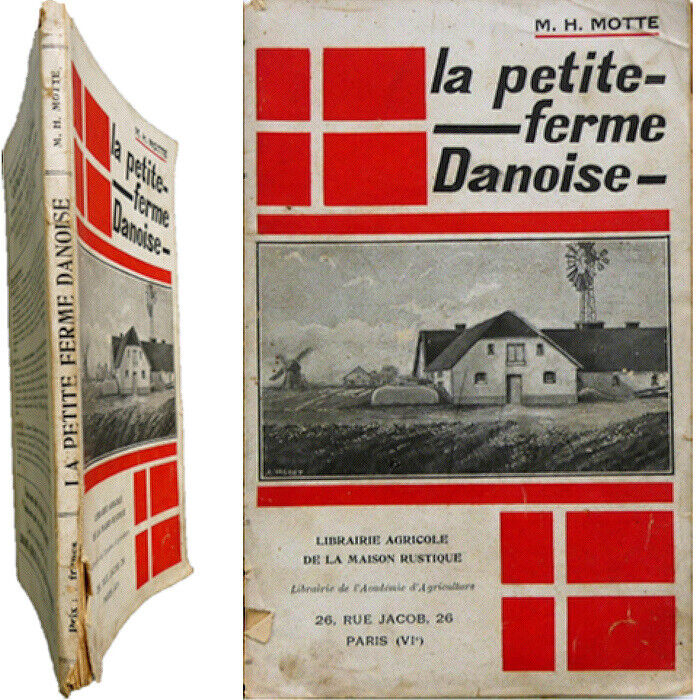 M. H. MOTTE
LA PETITE FERME DANOISE
Prix : francs
M. H. MOTTE
la petite-
ferme
Danoise-
M. H. MOTTE
la petite-
—ferme
Danoise-
LIBRAIRIE AGRICOLE
DE LA MAISON RUSTIQUE
Librairie de l'Académie d'Agriculture
26, RUE JACOB, 26
PARIS (VIe)